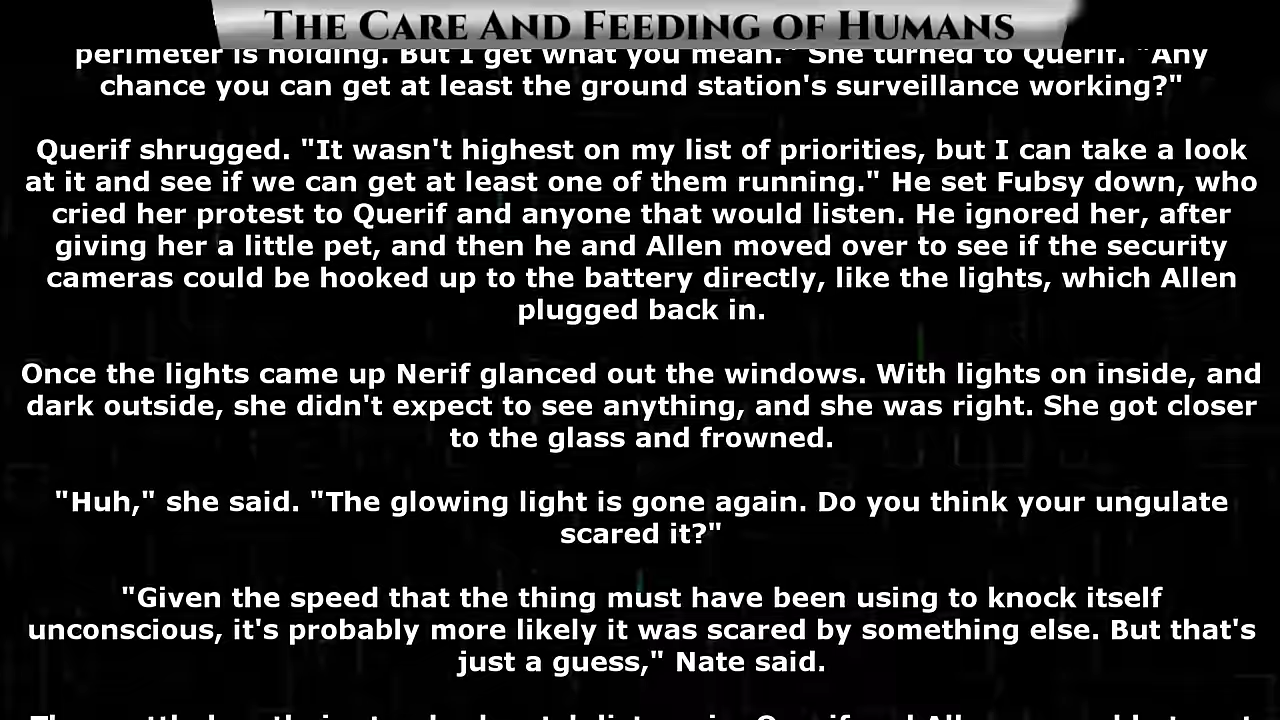 THE CARE AND FEEDING OF HUMANS
perimeter is holding. But I get what you mean." She turned to Querif. "Any
chance you can get at least the ground station's surveillance working?"
Querif shrugged. "It wasn't highest on my list of priorities, but I can take a look
at it and see if we can get at least one of them running." He set Fubsy down, who
cried her protest to Querif and anyone that would listen. He ignored her, after
giving her a little pet, and then he and Allen moved over to see if the security
cameras could be hooked up to the battery directly, like the lights, which Allen
plugged back in.
Once the lights came up Nerif glanced out the windows. With lights on inside, and
dark outside, she didn't expect to see anything, and she was right. She got closer
to the glass and frowned.
"Huh," she said. "The glowing light is gone again. Do you think your ungulate
scared it?"
"Given the speed that the thing must have been using to knock itself
unconscious, it's probably more likely it was scared by something else. But that's
just a guess," Nate said.